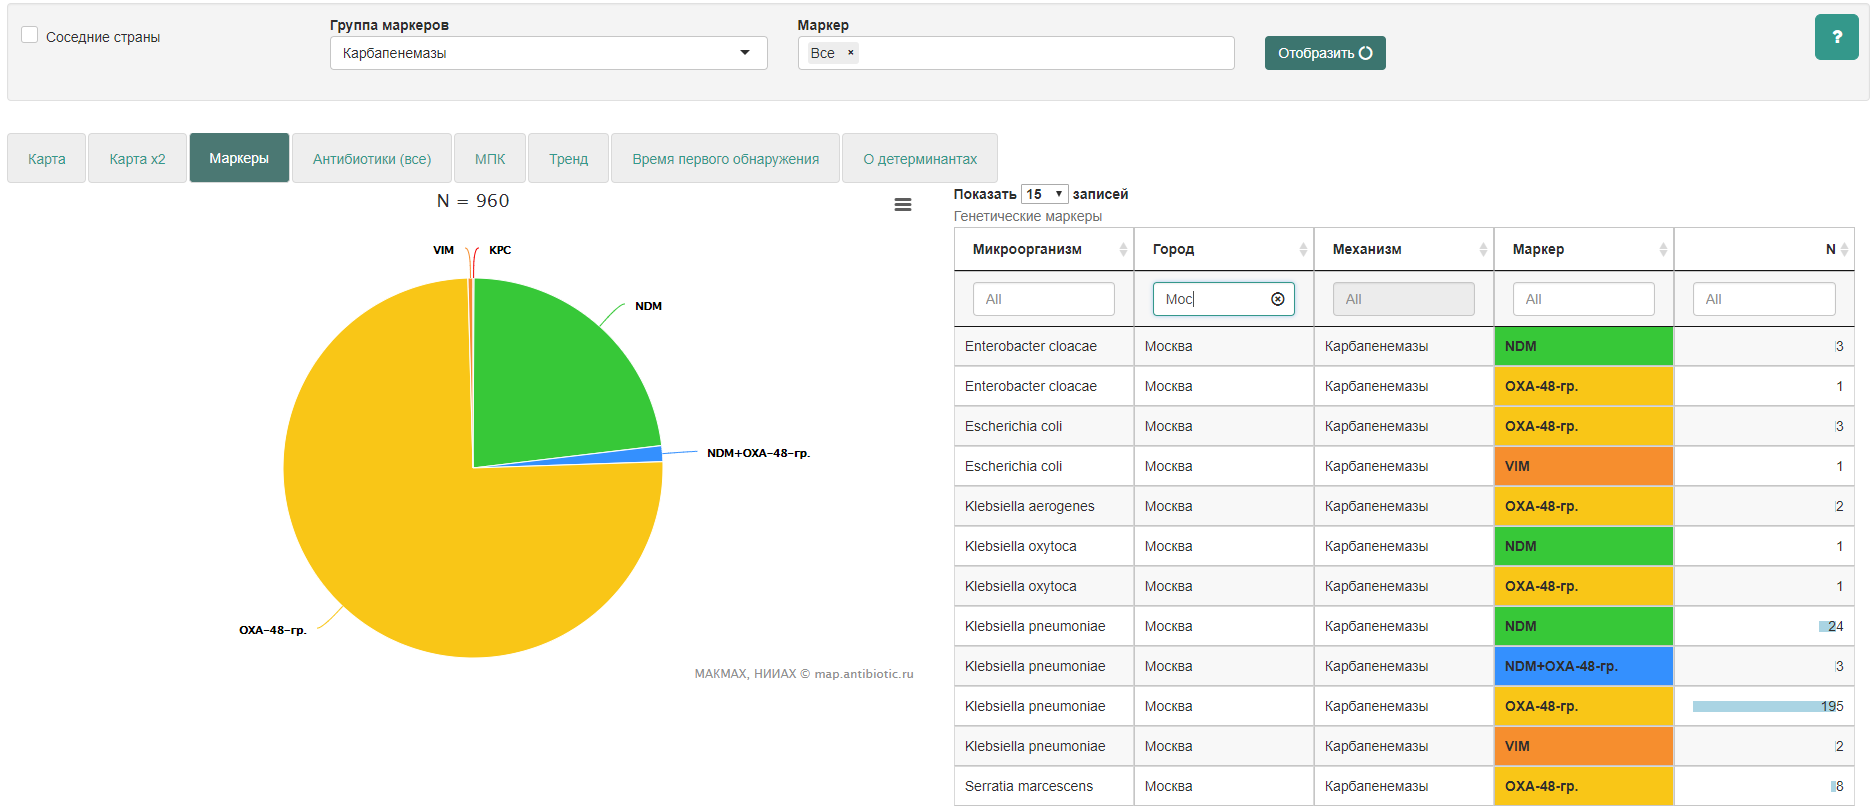 Соседние страны
Группа маркеров
Карбапенемазы
Маркер
Все ×
Отобразить
?
Карта
Карта x2
Маркеры
Антибиотики (все)
МПК
Тренд
Время первого обнаружения
О детерминантах
N = 960
VIM
KPC
NDM
NDM+OXA-48-гр.
OXA-48-гр.
МАКМАХ, НИИАХ © map.antibiotic.ru
Показать 15 записей
Генетические маркеры
Микроорганизм Город Механизм Маркер N
All Мос All All All
Enterobacter cloacae Москва Карбапенемазы NDM 3
Enterobacter cloacae Москва Карбапенемазы OXA-48-гр. 1
Escherichia coli Москва Карбапенемазы OXA-48-гр. 3
Escherichia coli Москва Карбапенемазы VIM 1
Klebsiella aerogenes Москва Карбапенемазы OXA-48-гр. 2
Klebsiella oxytoca Москва Карбапенемазы NDM 1
Klebsiella oxytoca Москва Карбапенемазы OXA-48-гр. 1
Klebsiella pneumoniae Москва Карбапенемазы NDM 24
Klebsiella pneumoniae Москва Карбапенемазы NDM+OXA-48-гр. 3
Klebsiella pneumoniae Москва Карбапенемазы OXA-48-гр. 195
Klebsiella pneumoniae Москва Карбапенемазы VIM 2
Serratia marcescens Москва Карбапенемазы OXA-48-гр. 8